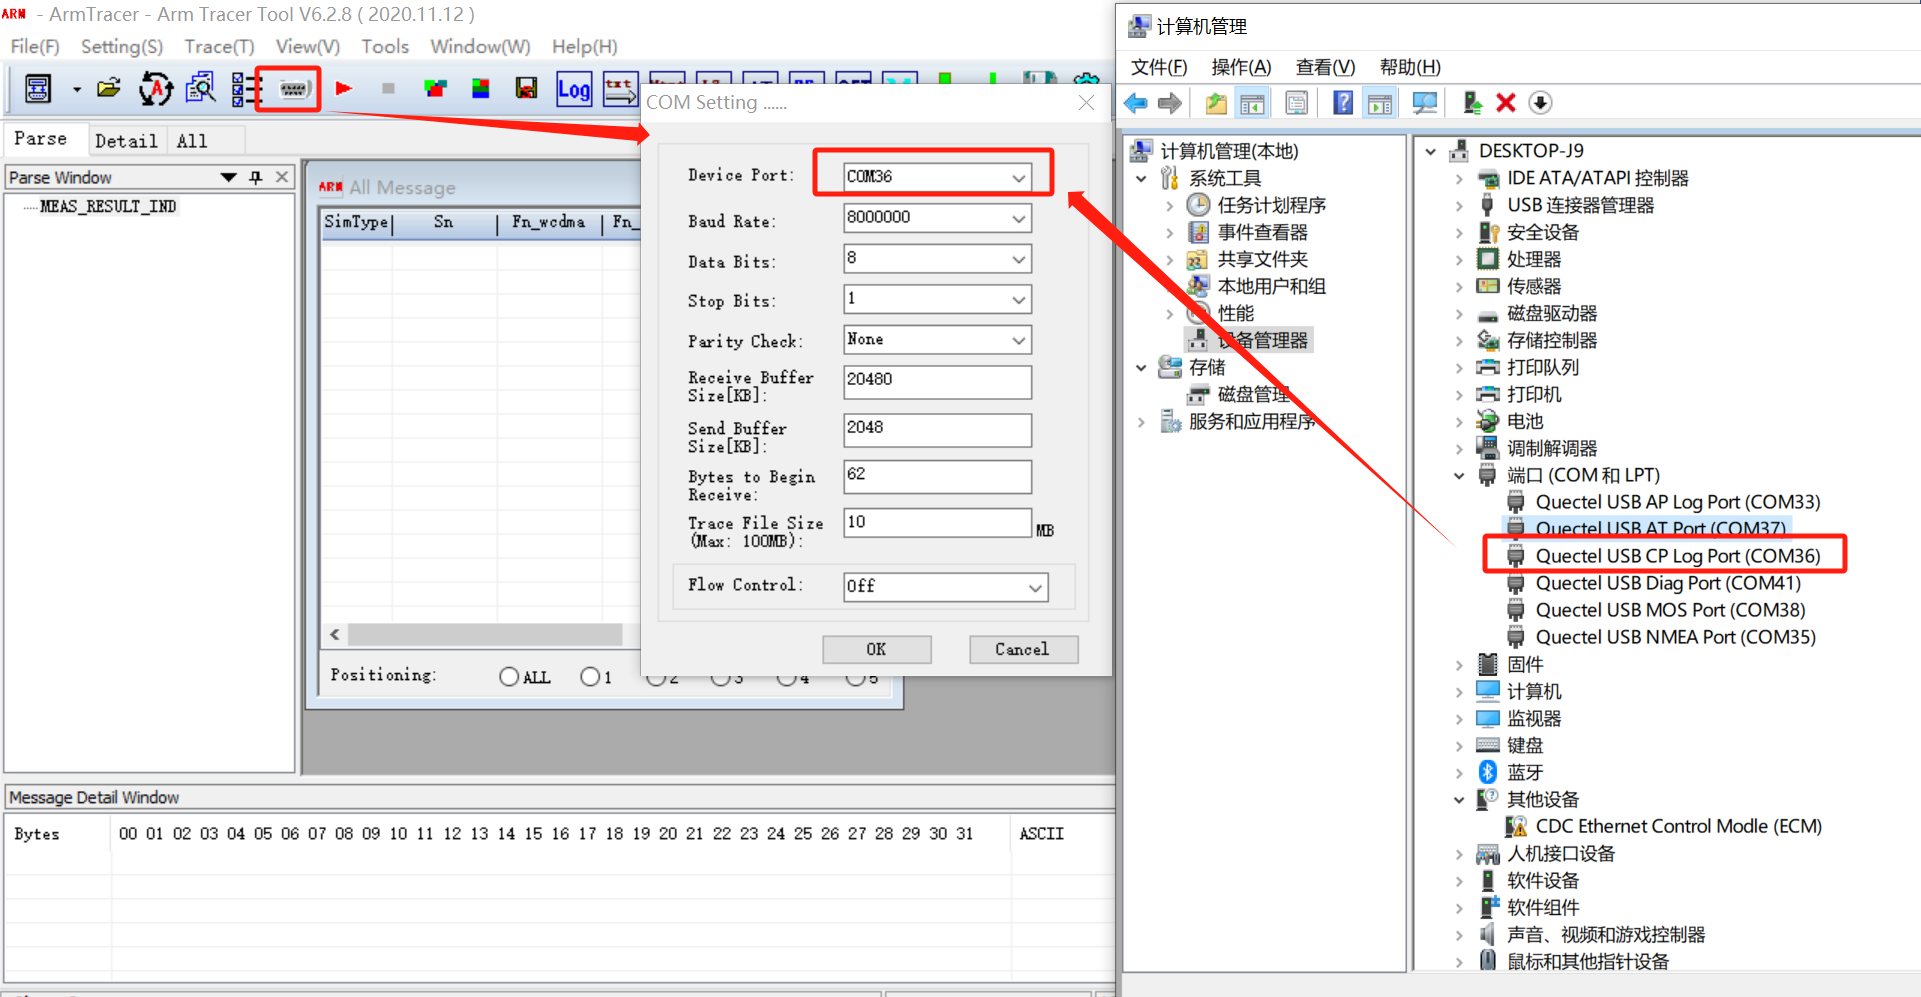 ARM - ArmTracer - Arm Tracer Tool V6.2.8 ( 2020.11.12 )
File(F) Setting(S) Trace(T) View(V) Tools Window(W) Help(H)
Log txt
Parse Detail All
Parse Window
MEAS_RESULT_IND
ARM All Message
SimType Sn Fn_wcdma Fn_
Positioning: ALL 1 2 3 4 5
COM Setting ......
Device Port: COM36
Baud Rate: 8000000
Data Bits: 8
Stop Bits: 1
Parity Check: None
Receive Buffer
Size[KB]: 20480
Send Buffer
Size[KB]: 2048
Bytes to Begin
Receive: 62
Trace File Size
(Max: 100MB): 10 MB
Flow Control: Off
OK Cancel
Message Detail Window
Bytes 00 01 02 03 04 05 06 07 08 09 10 11 12 13 14 15 16 17 18 19 20 21 22 23 24 25 26 27 28 29 30 31 ASCII
计算机管理
文件(F) 操作(A) 查看(V) 帮助(H)
计算机管理(本地)
系统工具
任务计划程序
事件查看器
共享文件夹
本地用户和组
性能
设备管理器
存储
磁盘管理
服务和应用程序
DESKTOP-J9
IDE ATA/ATAPI 控制器
USB 连接器管理器
安全设备
处理器
传感器
磁盘驱动器
存储控制器
打印队列
打印机
电池
调制解调器
端口 (COM 和 LPT)
Quectel USB AP Log Port (COM33)
Quectel USB AT Port (COM37)
Quectel USB CP Log Port (COM36)
Quectel USB Diag Port (COM41)
Quectel USB MOS Port (COM38)
Quectel USB NMEA Port (COM35)
固件
计算机
监视器
键盘
蓝牙
其他设备
CDC Ethernet Control Modle (ECM)
人机接口设备
软件设备
软件组件
声音、视频和游戏控制器
鼠标和其他指针设备